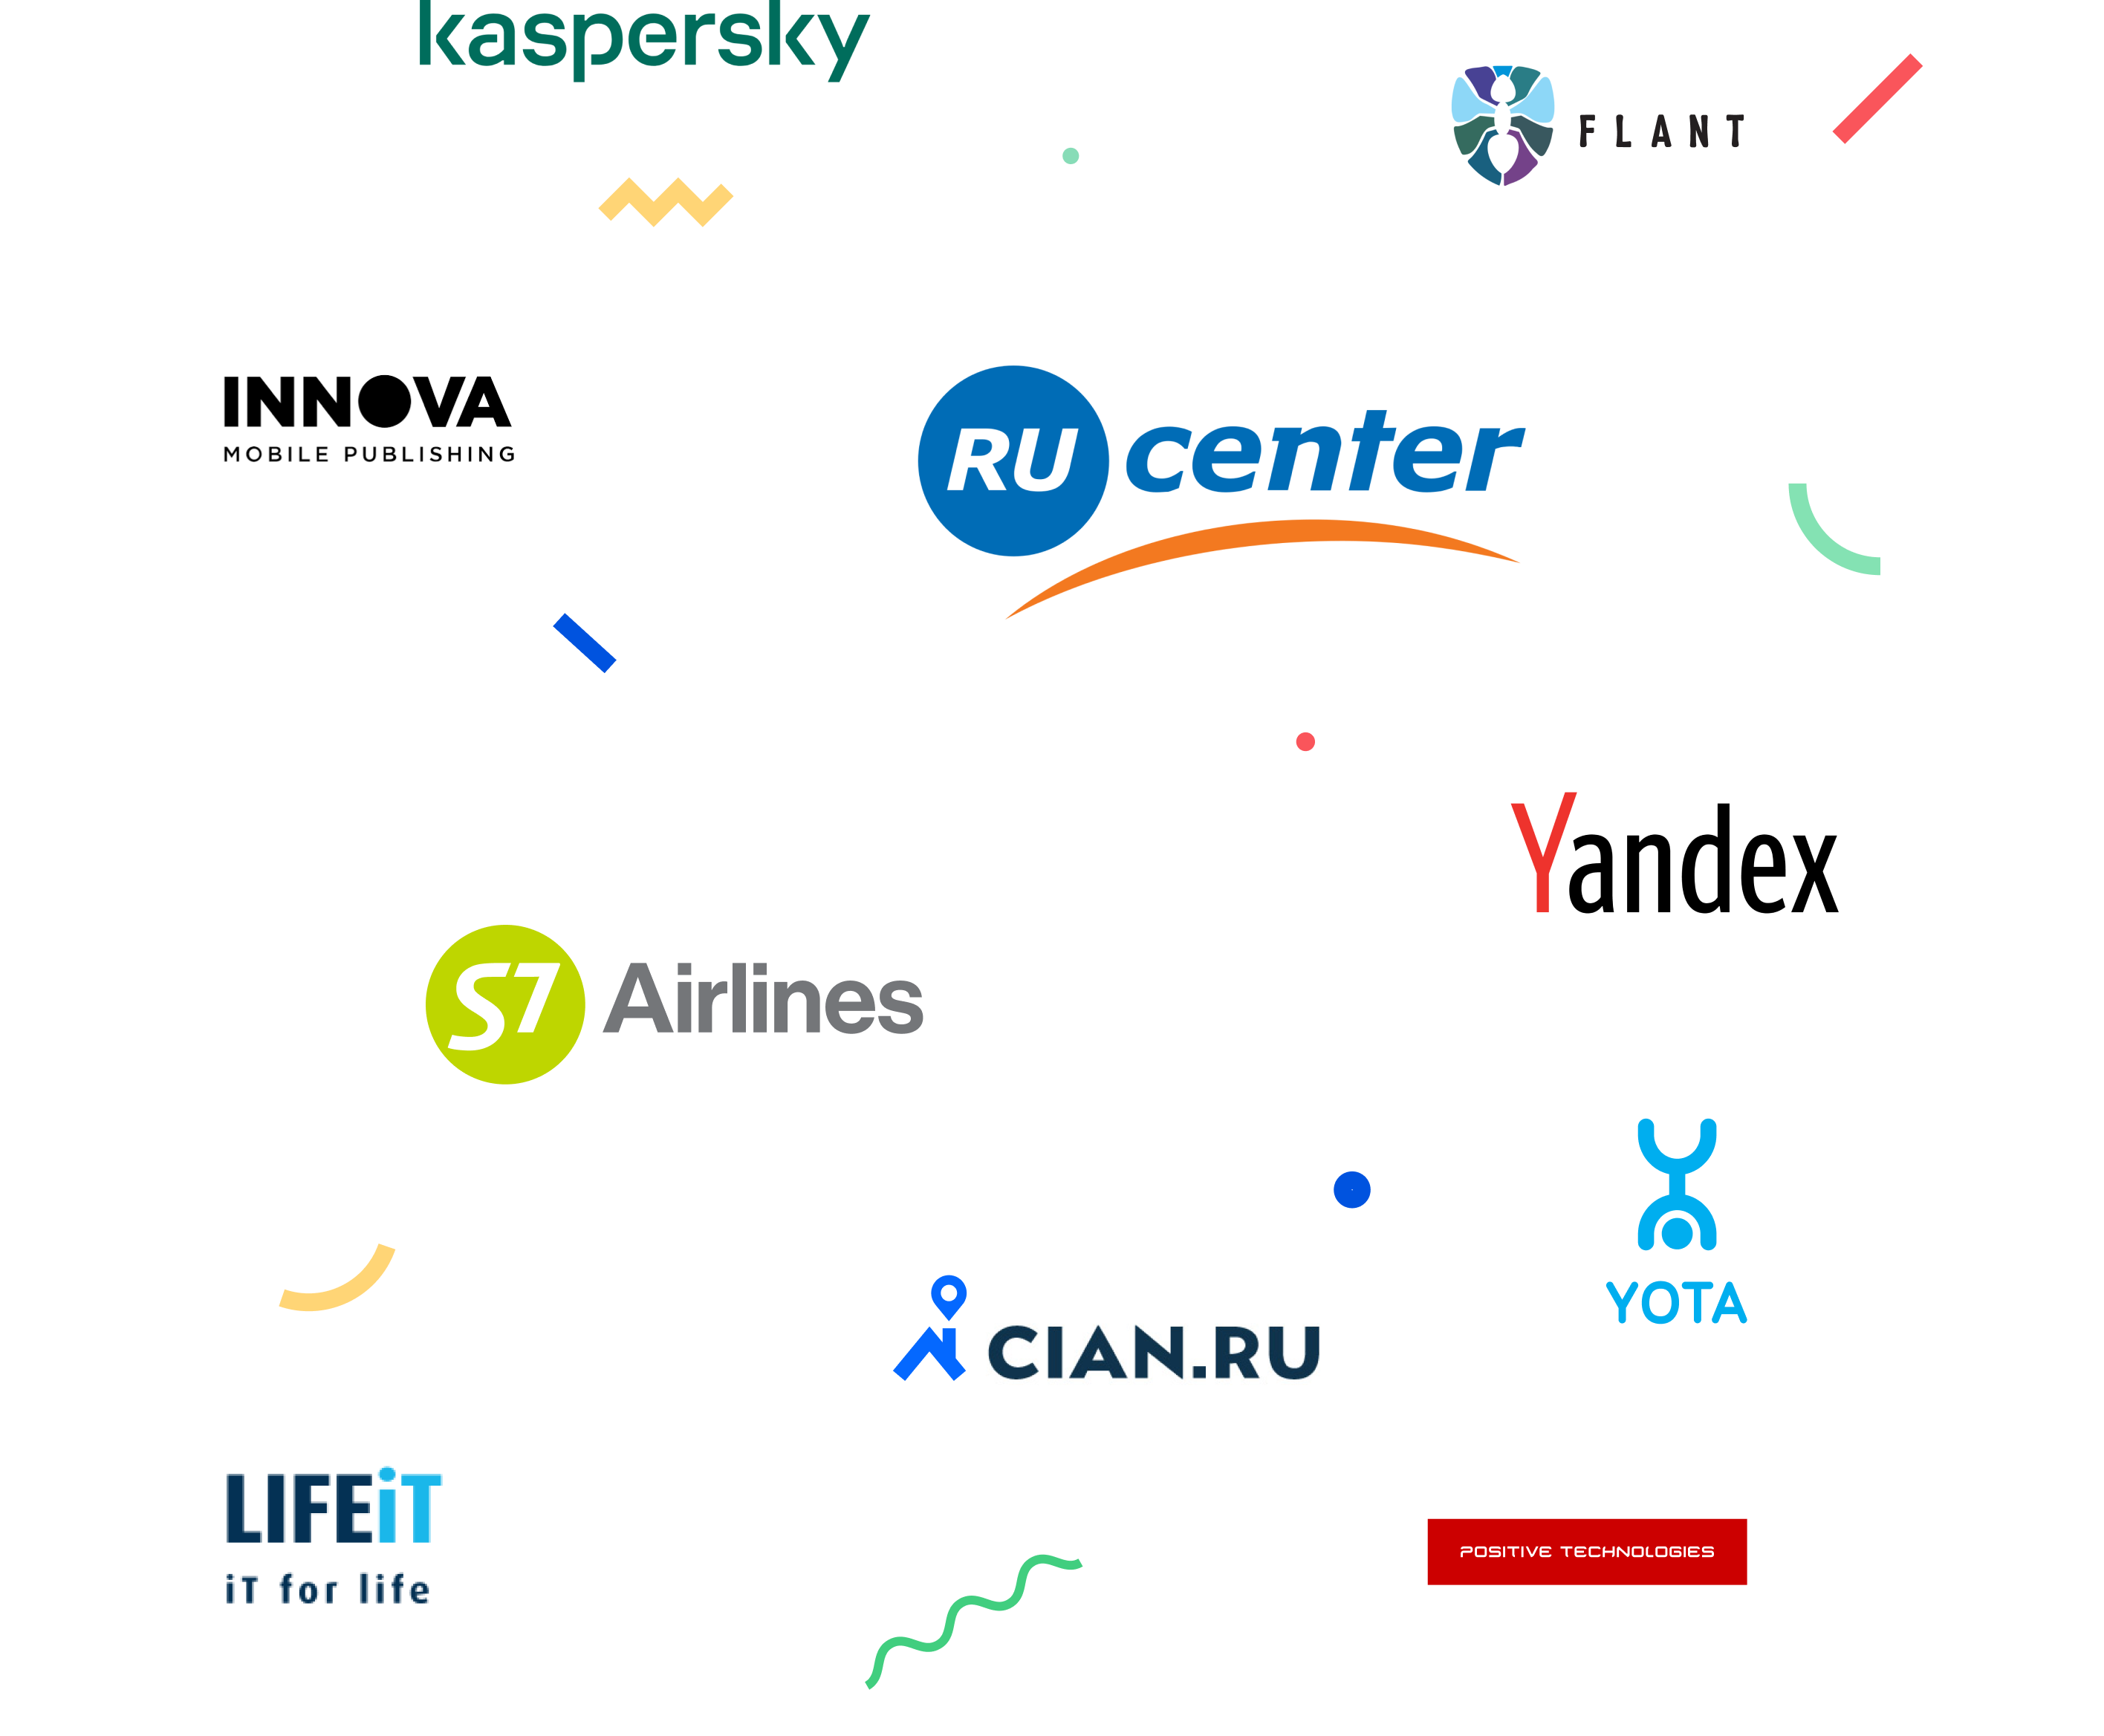 kaspersky
FLANT
INNOVA
MOBILE PUBLISHING
RU center
Yandex
S7 Airlines
YOTA
CIAN.RU
LIFEiT
iT for life
POSITIVE TECHNOLOGIES